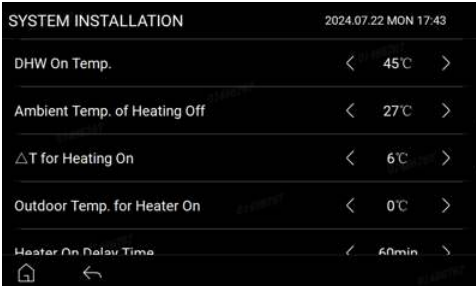 SYSTEM INSTALLATION 2024.07.22 MON 17:43
DHW On Temp. < 45℃ >
Ambient Temp. of Heating Off < 27℃ >
△T for Heating On < 6℃ >
Outdoor Temp. for Heater On < 0℃ >
Heater On Delay Time < 60min >